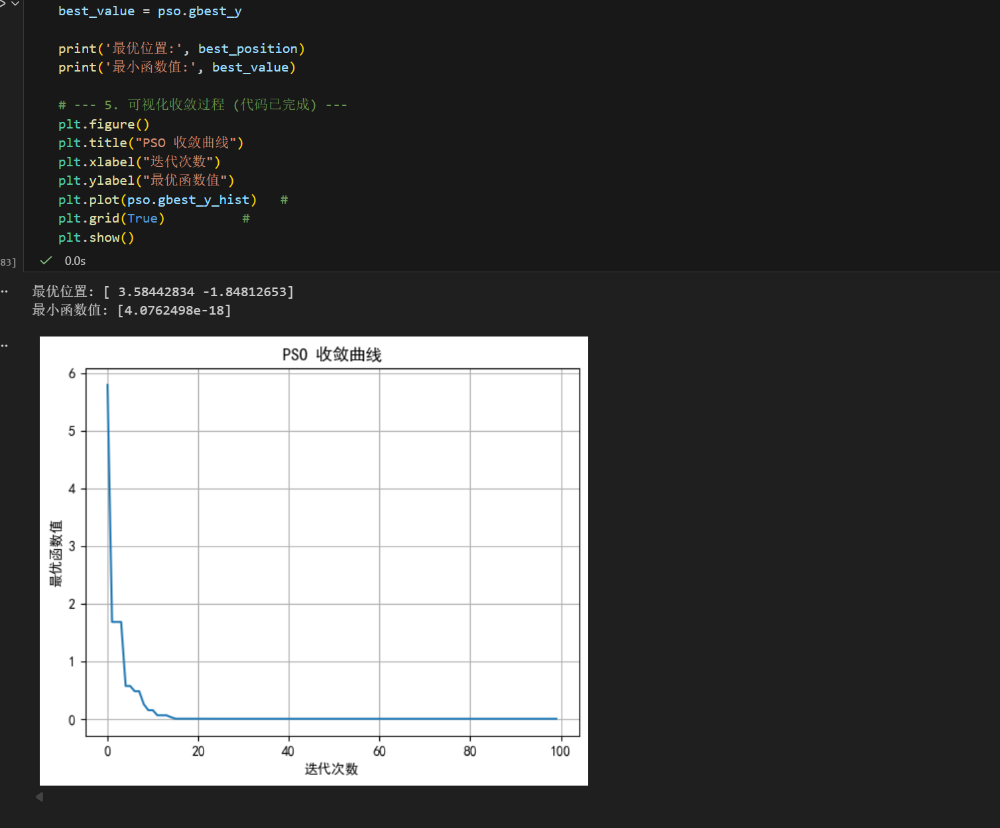 best_value = pso.gbest_y
print('最优位置:', best_position)
print('最小函数值:', best_value)
# --- 5. 可视化收敛过程 (代码已完成) ---
plt.figure()
plt.title("PSO 收敛曲线")
plt.xlabel("迭代次数")
plt.ylabel("最优函数值")
plt.plot(pso.gbest_y_hist)   #
plt.grid(True)           #
plt.show()
83]
0.0s
最优位置: [ 3.58442834 -1.84812653]
最小函数值: [4.0762498e-18]
PSO 收敛曲线
6
5
4
3
2
1
0
最优函数值
0 20 40 60 80 100
迭代次数